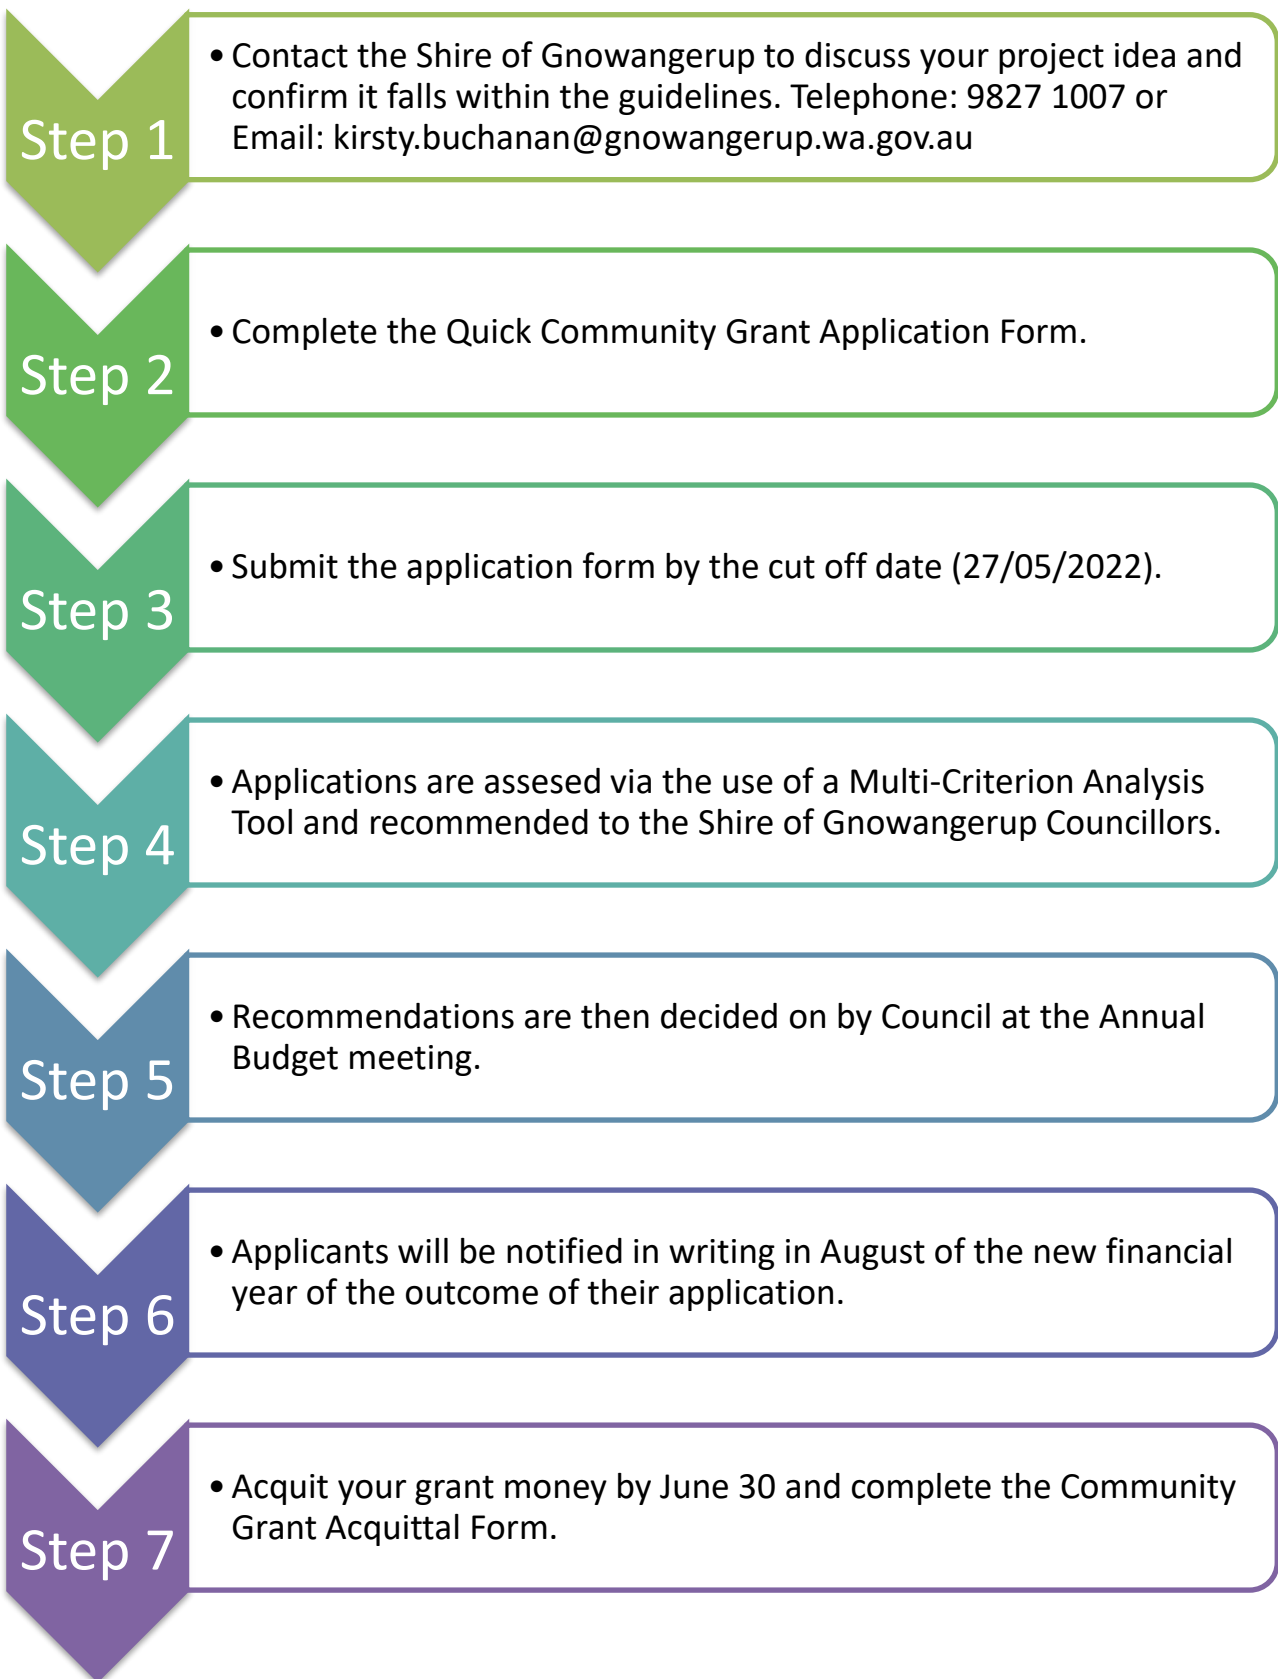 Step 1
• Contact the Shire of Gnowangerup to discuss your project idea and
confirm it falls within the guidelines. Telephone: 9827 1007 or
Email: kirsty.buchanan@gnowangerup.wa.gov.au
Step 2
• Complete the Quick Community Grant Application Form.
Step 3
• Submit the application form by the cut off date (27/05/2022).
Step 4
• Applications are assesed via the use of a Multi-Criterion Analysis
Tool and recommended to the Shire of Gnowangerup Councillors.
Step 5
• Recommendations are then decided on by Council at the Annual
Budget meeting.
Step 6
• Applicants will be notified in writing in August of the new financial
year of the outcome of their application.
Step 7
• Acquit your grant money by June 30 and complete the Community
Grant Acquittal Form.